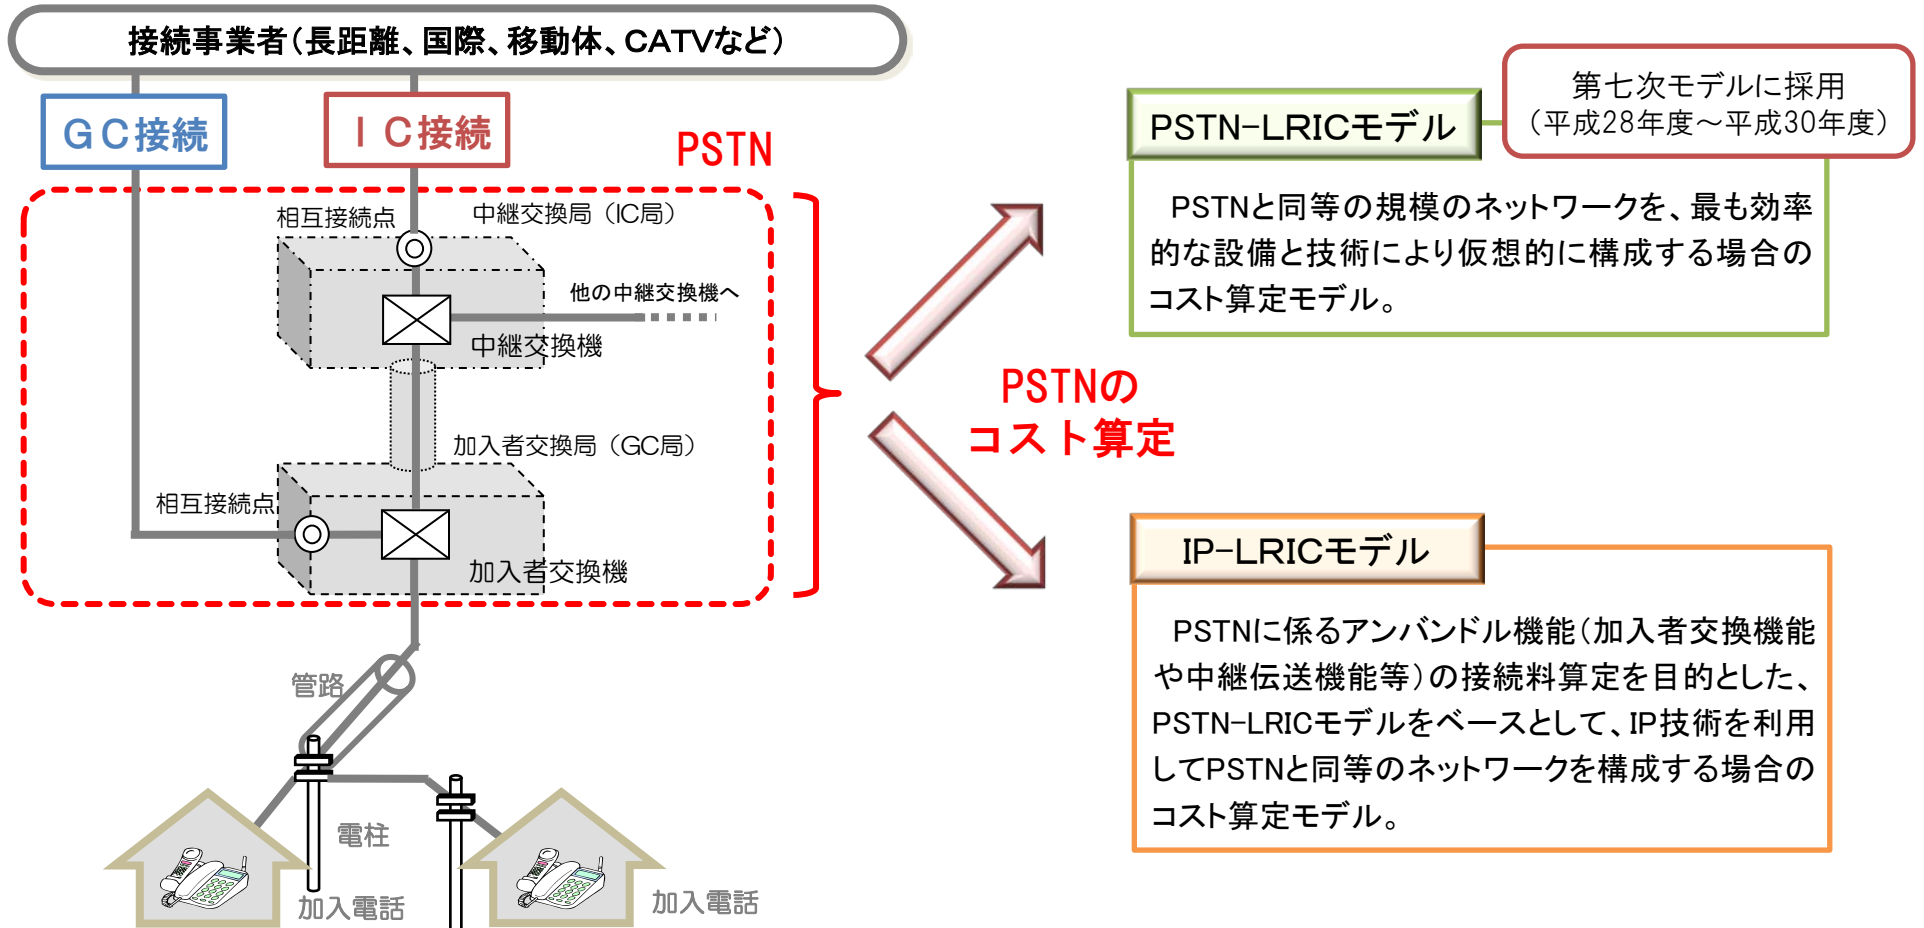 接続事業者(長距離、国際、移動体、CATVなど)
GC接続
IC接続
PSTN
相互接続点
中継交換局(IC局)
他の中継交換機へ
中継交換機
加入者交換局(GC局)
相互接続点
加入者交換機
管路
電柱
加入電話
加入電話
PSTNの
コスト算定
第七次モデルに採用
(平成28年度~平成30年度)
PSTN-LRICモデル
PSTNと同等の規模のネットワークを、最も効率
的な設備と技術により仮想的に構成する場合の
コスト算定モデル。
IP-LRICモデル
PSTNに係るアンバンドル機能(加入者交換機能
や中継伝送機能等)の接続料算定を目的とした、
PSTN-LRICモデルをベースとして、IP技術を利用
してPSTNと同等のネットワークを構成する場合の
コスト算定モデル。